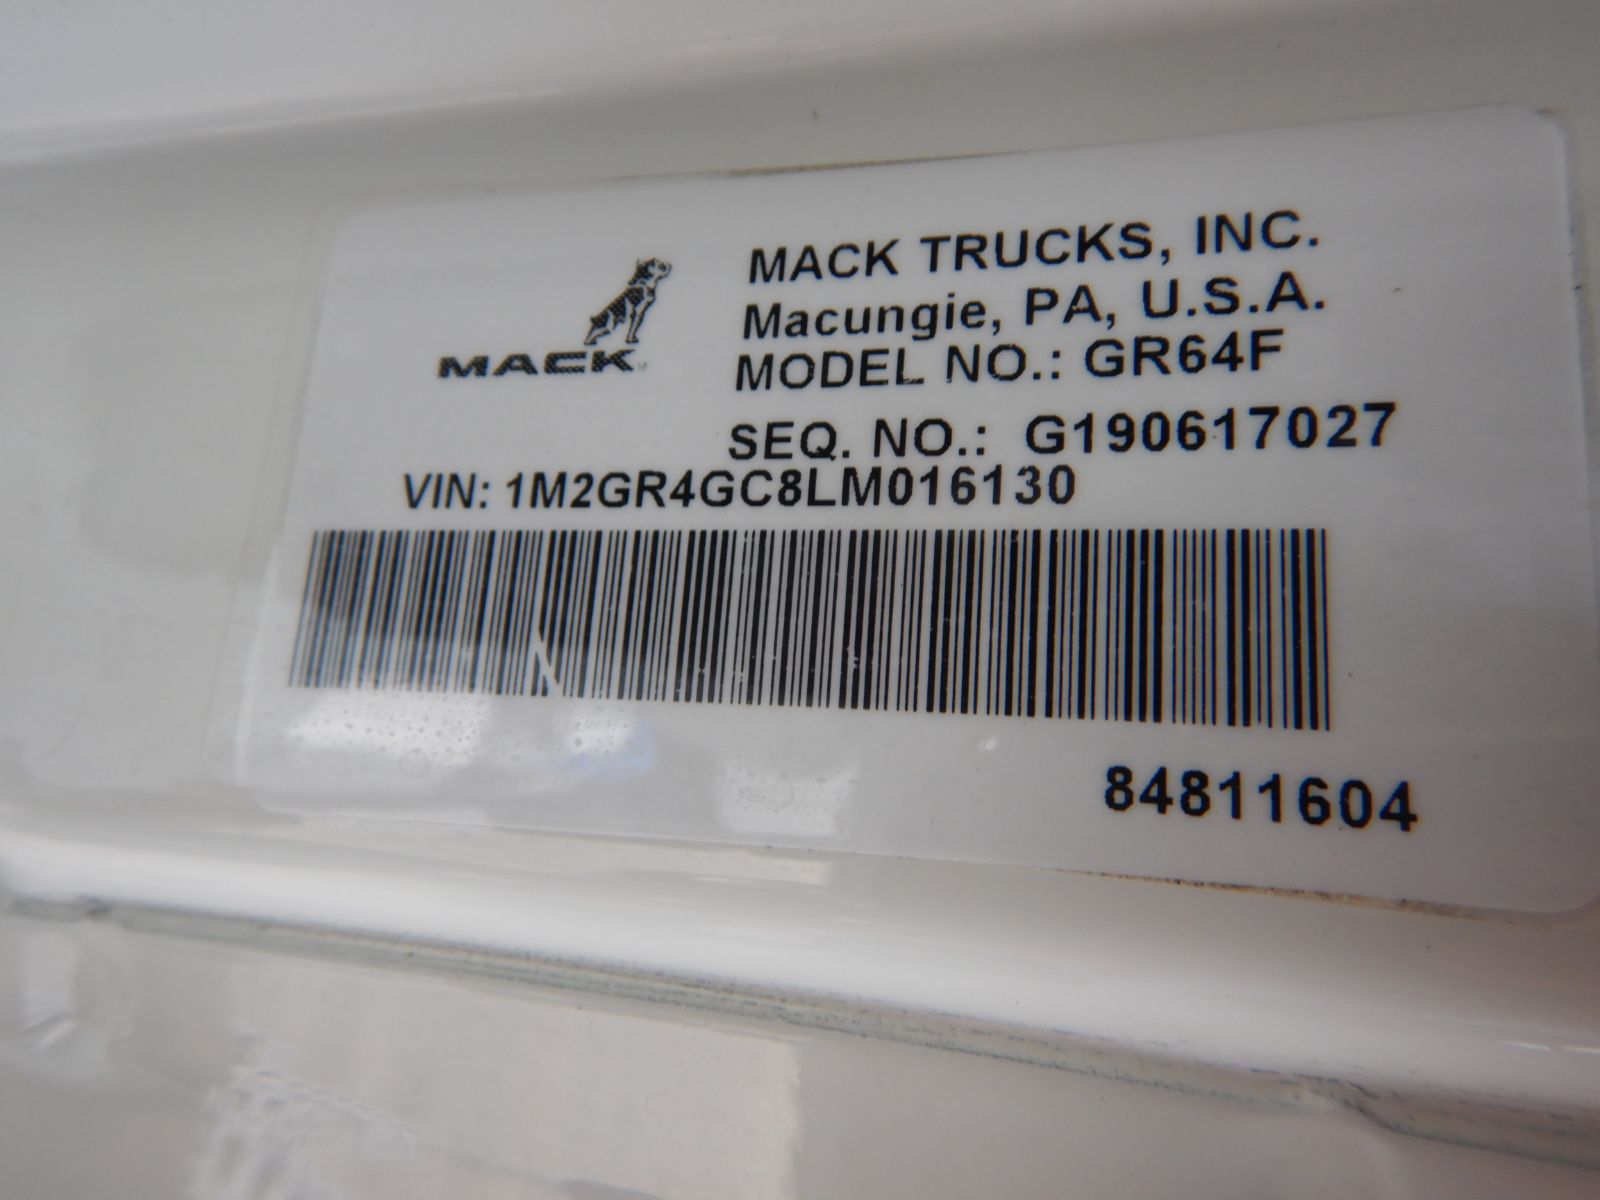 MACK TRUCKS, INC.
Macungie, PA, U.S.A.
MACK
MODEL NO.: GR64F
SEQ. NO.: G190617027
VIN: 1M2GR4GC8LM016130
84811604